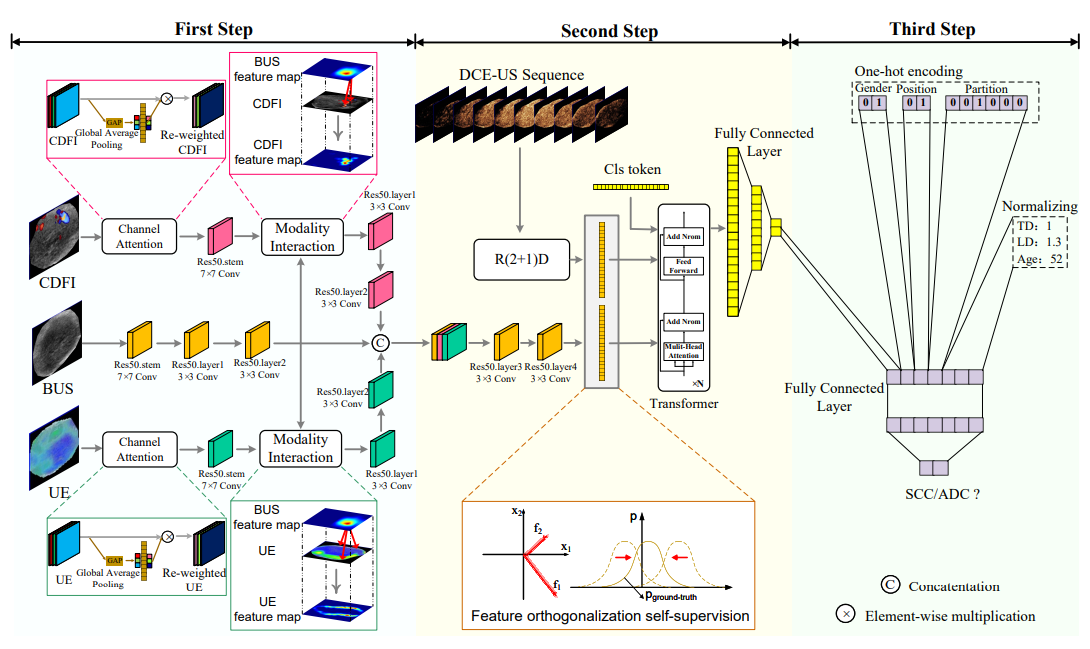 First Step
Second Step
Third Step
CDFI
GAP
Global Average
Pooling
Re-weighted
CDFI
BUS
feature map
CDFI
CDFI
feature map
CDFI
Channel
Attention
Res50.stem
7×7 Conv
Modality
Interaction
Res50.layer1
3×3 Conv
Res50.layer2
3×3 Conv
BUS
Res50.stem
7×7 Conv
Res50.layer1
3×3 Conv
Res50.layer2
3×3 Conv
C
Res50.layer2
3×3 Conv
UE
Channel
Attention
Res50.stem
7×7 Conv
Modality
Interaction
Res50.layer1
3×3 Conv
UE
GAP
Global Average
Pooling
Re-weighted
UE
BUS
feature map
UE
UE
feature map
DCE-US Sequence
R(2+1)D
Cls token
Res50.layer3
3×3 Conv
Res50.layer4
3×3 Conv
Add Nrom
Feed
Forward
Add Nrom
Mulit-Head
Attention
×N
Transformer
Fully Connected
Layer
x2
f2
x1
f1
p
pground-truth
Feature orthogonalization self-supervision
One-hot encoding
Gender Position Partition
0 1 0 1 0 0 1 0 0 0
Normalizing
TD: 1
LD: 1.3
Age: 52
Fully Connected
Layer
SCC/ADC ?
C Concatentation
Element-wise multiplication